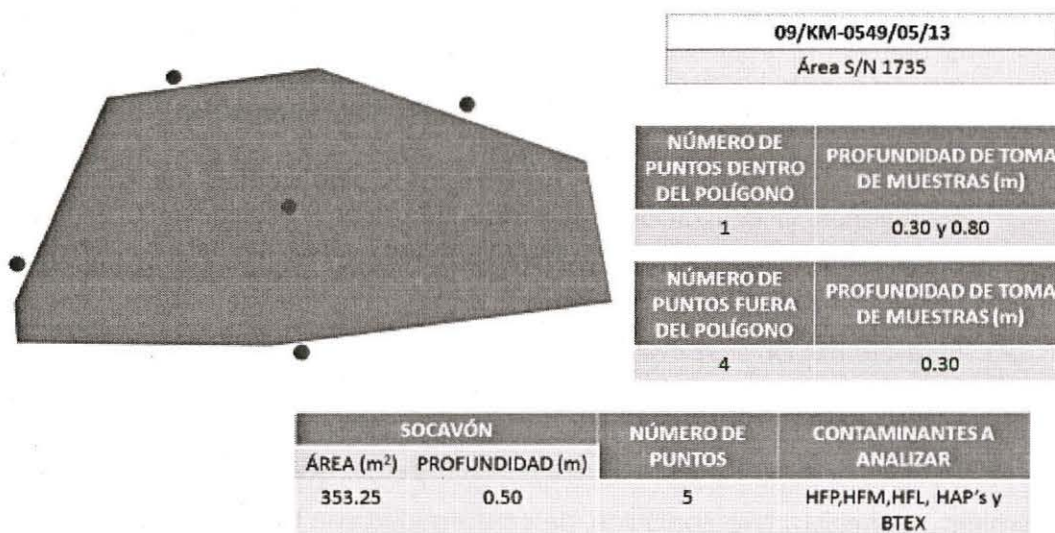 09/KM-0549/05/13
Área S/N 1735
NÚMERO DE
PUNTOS DENTRO
DEL POLÍGONO
PROFUNDIDAD DE TOMA
DE MUESTRAS (m)
1
0.30 y 0.80
NÚMERO DE
PUNTOS FUERA
DEL POLÍGONO
PROFUNDIDAD DE TOMA
DE MUESTRAS (m)
4
0.30
SOCAVÓN
NÚMERO DE
PUNTOS
CONTAMINANTES A
ANALIZAR
ÁREA (m²)
PROFUNDIDAD (m)
353.25
0.50
5
HFP,HFM,HFL, HAP's y
BTEX